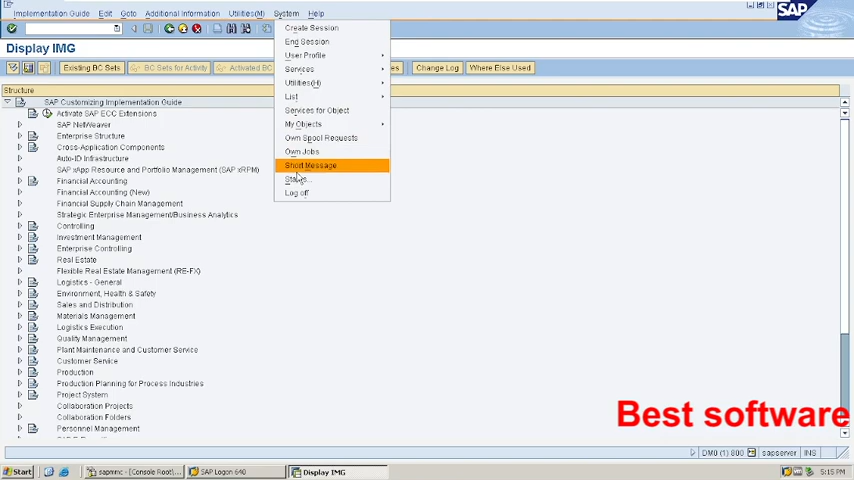 Implementation Guide Edit Goto Additional Information Utilities(M) System Help
SAP
Display IMG
Existing BC Sets BC Sets for Activity Activated BC Change Log Where Else Used
Create Session
End Session
User Profile
Services
Utilities(H)
List
Services for Object
My Objects
Own Spool Requests
Own Jobs
Short Message
Log off
Structure
SAP Customizing Implementation Guide
Activate SAP ECC Extensions
SAP NetWeaver
Enterprise Structure
Auto-ID Infrastructure
SAP xApp Resource and Portfolio Management (SAP xRPM)
Financial Accounting
Financial Accounting (New)
Financial Supply Chain Management
Strategic Enterprise Management/Business Analytics
Controlling
Investment Management
Enterprise Controlling
Real Estate
Flexible Real Estate Management (RE-FX)
Logistics - General
Environment, Health & Safety
Sales and Distribution
Materials Management
Logistics Execution
Quality Management
Plant Maintenance and Customer Service
Customer Service
Production
Production Planning for Process Industries
Project System
Collaboration Projects
Collaboration Folders
Personnel Management
Best software
DM0 (1) 800 sapserver INS
Start sapmmc - [Console Root\... SAP Logon 640 Display IMG 5:15 PM